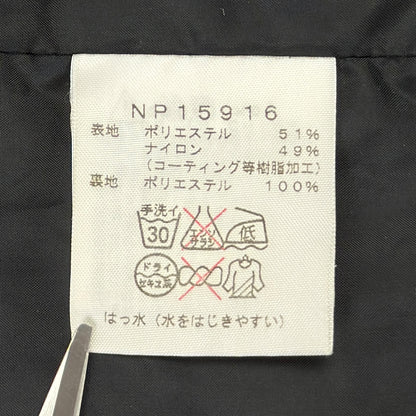 NP15916
表地 ポリエステル 51%
ナイロン 49%
(コーティング等樹脂加工)
裏地 ポリエステル 100%
手洗イ
30 エンソ サラシ 低
ドライ
セキユ系
はっ水 (水をはじきやすい)